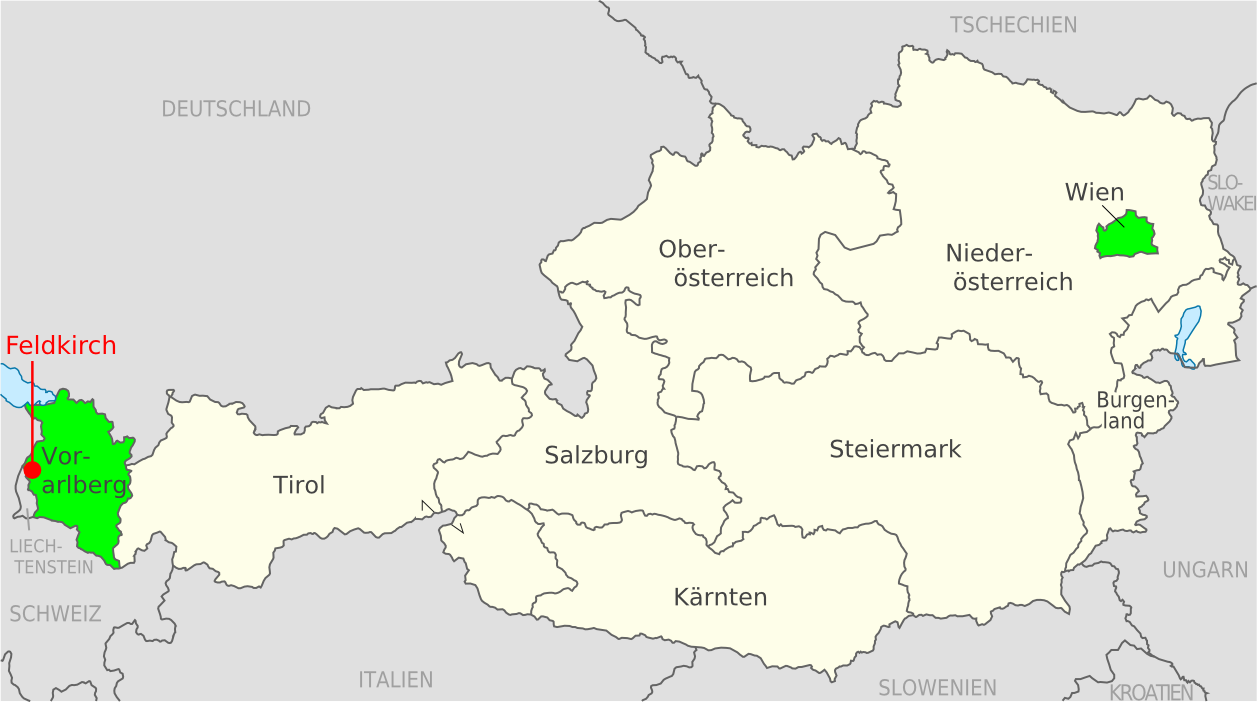 TSCHECHIEN
DEUTSCHLAND
SLO-
WAKEI
Wien
Ober-
österreich
Nieder-
österreich
Feldkirch
Burgen-
land
Vor-
arlberg
Tirol
Salzburg
Steiermark
LIECH-
TENSTEIN
SCHWEIZ
Kärnten
UNGARN
ITALIEN
SLOWENIEN
KROATIEN